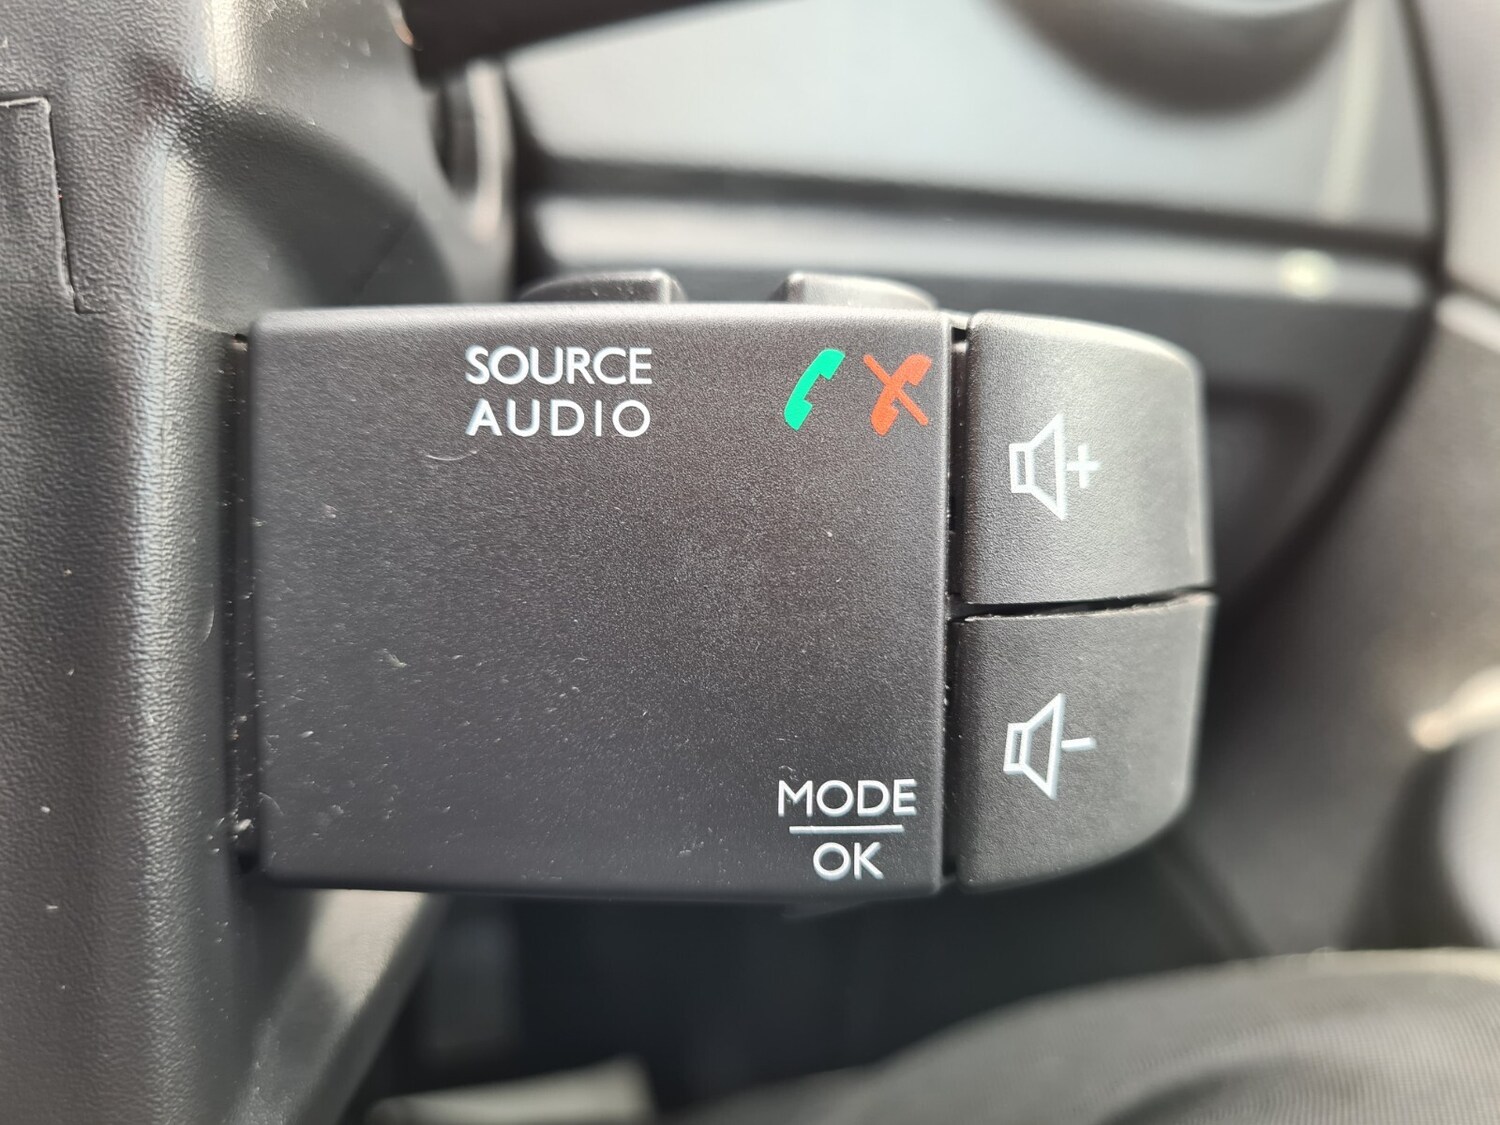 SOURCE
AUDIO
+
-
MODE
OK